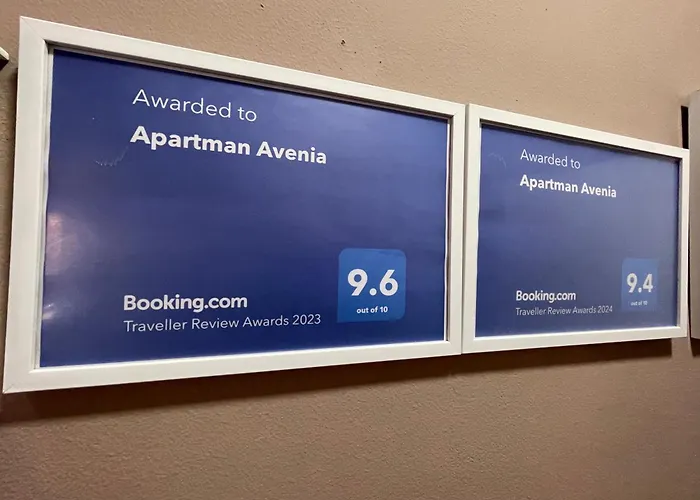 Awarded to
Apartman Avenia
9.6
out of 10
Booking.com
Traveller Review Awards 2023
Awarded to
Apartman Avenia
9.4
out of 10
Booking.com
Traveller Review Awards 2024